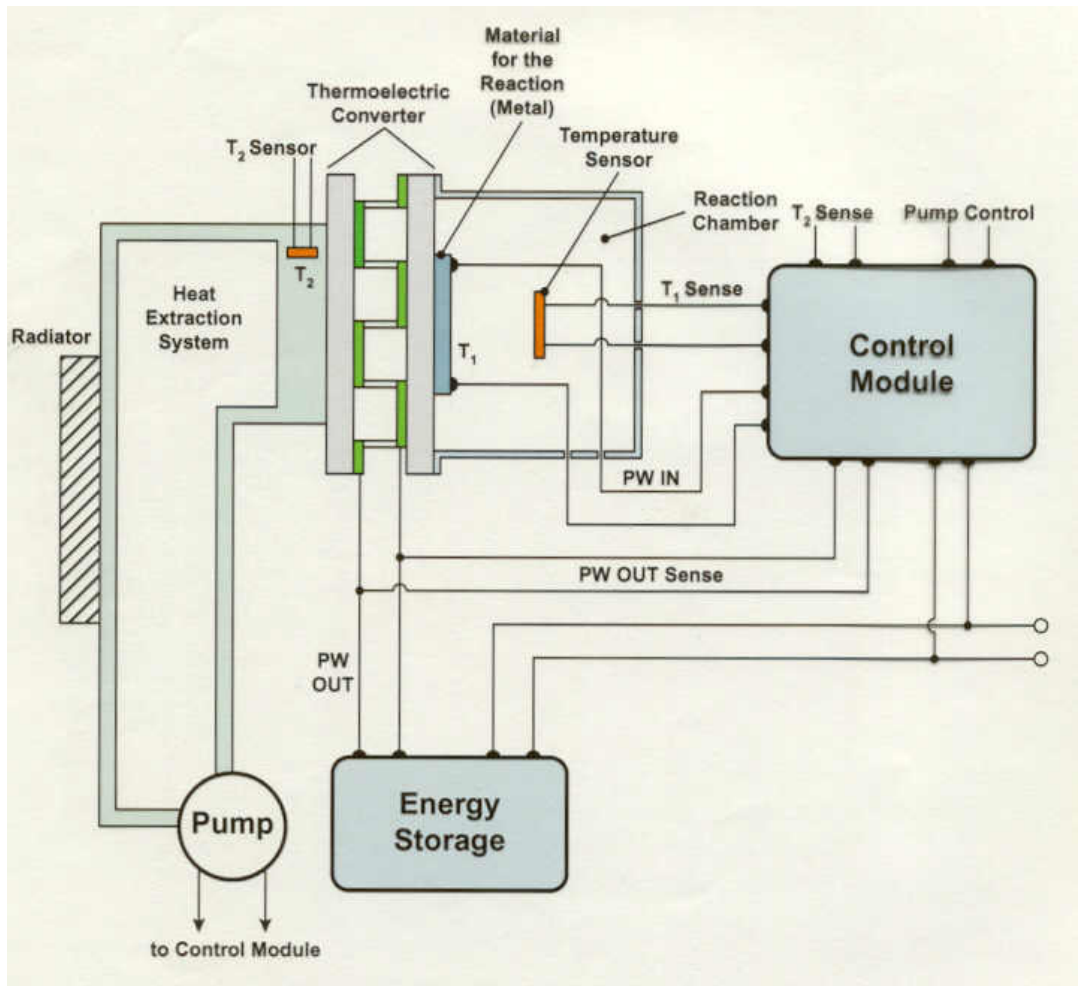 Material
for the
Reaction
(Metal)
Thermoelectric
Converter
Temperature
Sensor
T₂ Sensor
Reaction
Chamber
T₂ Sense
Pump Control
T₂
Heat
Extraction
System
T₁ Sense
Radiator
T₁
Control
Module
PW IN
PW OUT Sense
PW
OUT
Energy
Storage
Pump
to Control Module